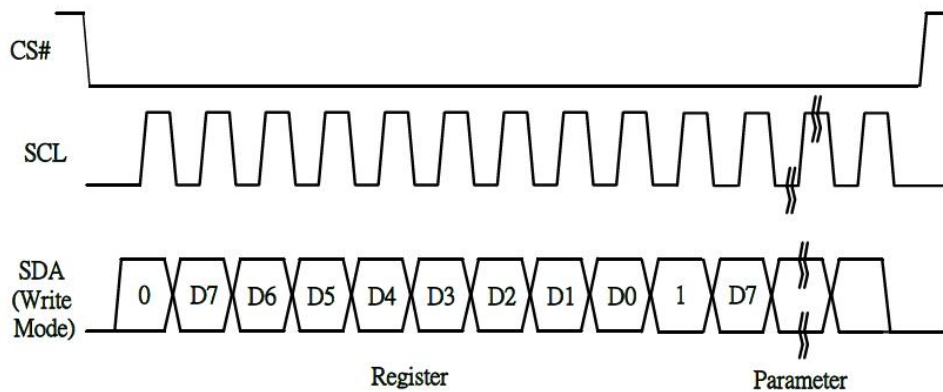 CS#
SCL
SDA
(Write
Mode)
0 D7 D6 D5 D4 D3 D2 D1 D0 1 D7
Register Parameter